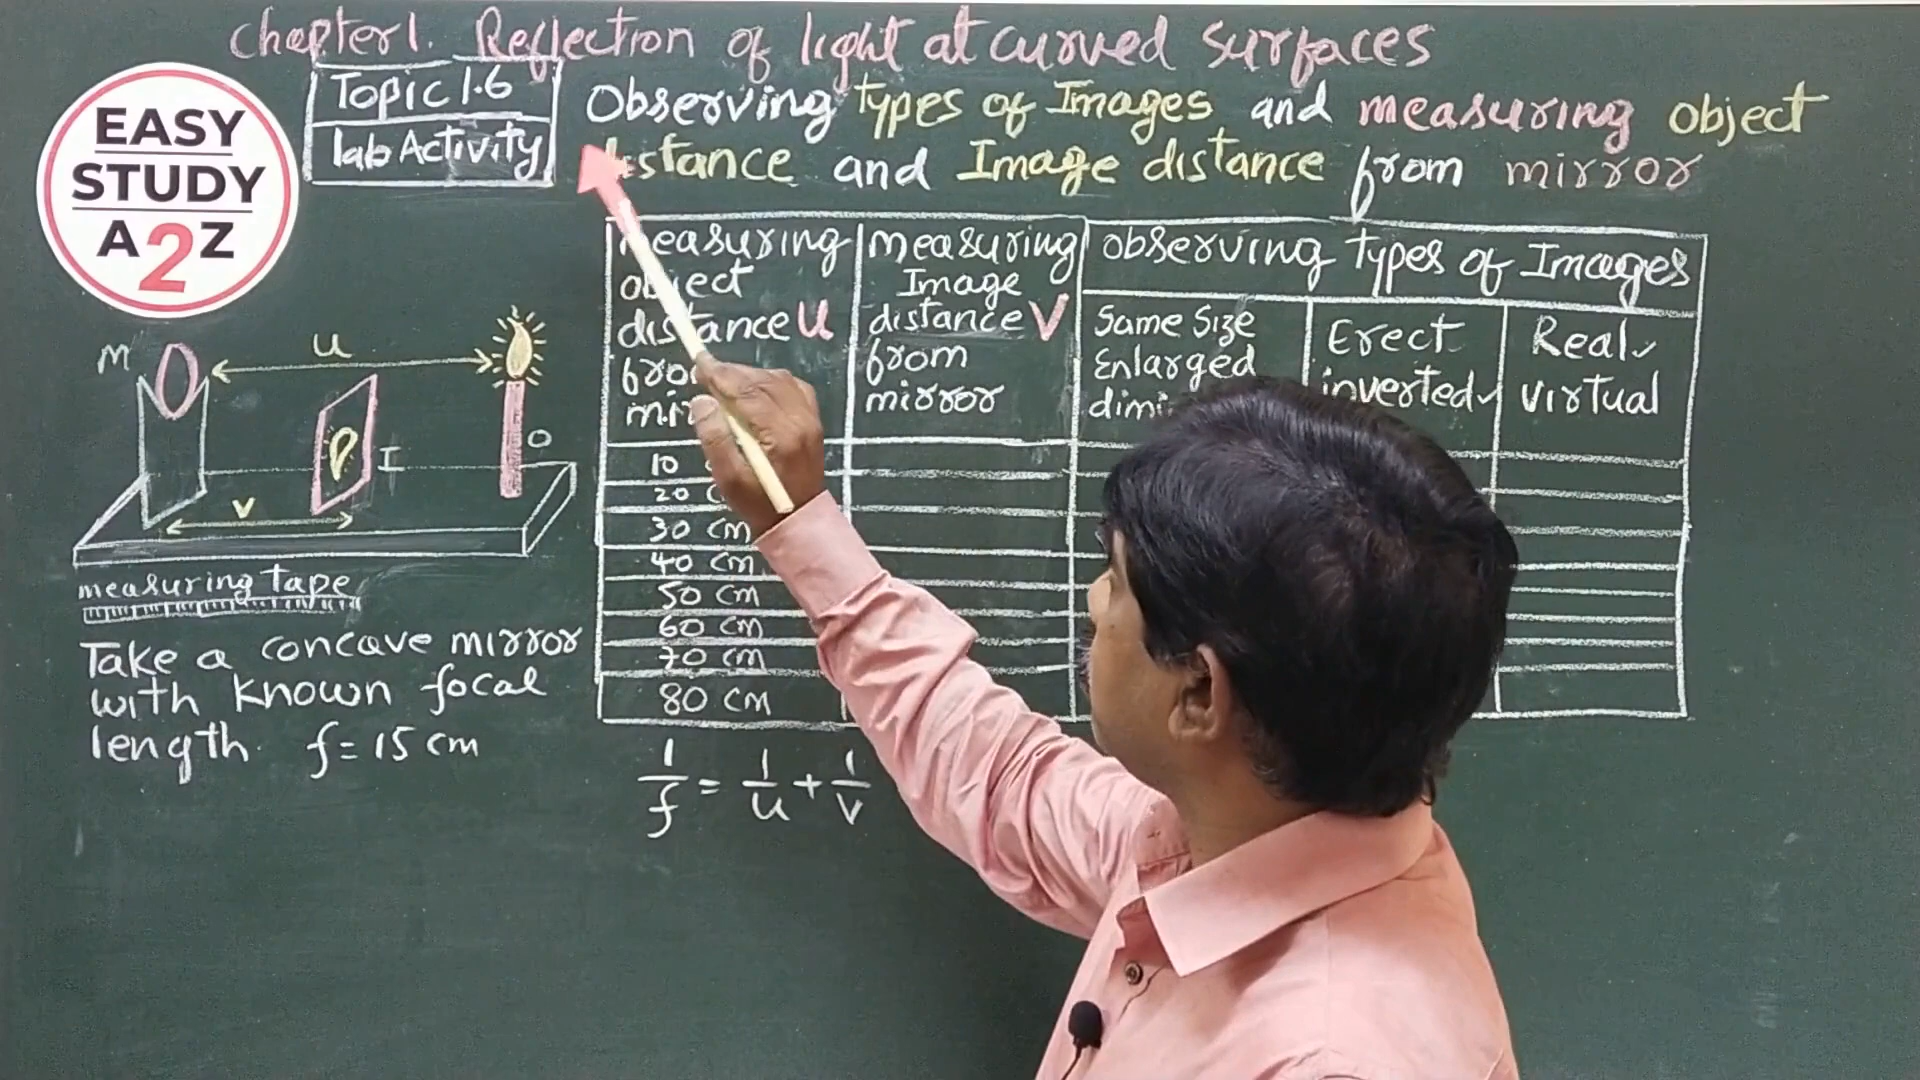 chapter 1. Reflection of light at curved surfaces
EASY
STUDY
A2Z
Topic 1.6
lab Activity
Observing types of Images and measuring object
distance and Image distance from mirror
M
U
O
I
V
measuring tape
Take a concave mirror
with known focal
length. f = 15 cm
measuring
object
distance U
measuring
Image
distance V
from
mirror
observing types of Images
Same Size
Enlarged
Erect
inverted✓
Real✓
virtual
10
20
30 cm
40 cm
50 cm
60 cm
70 cm
80 cm
1/f = 1/u + 1/v